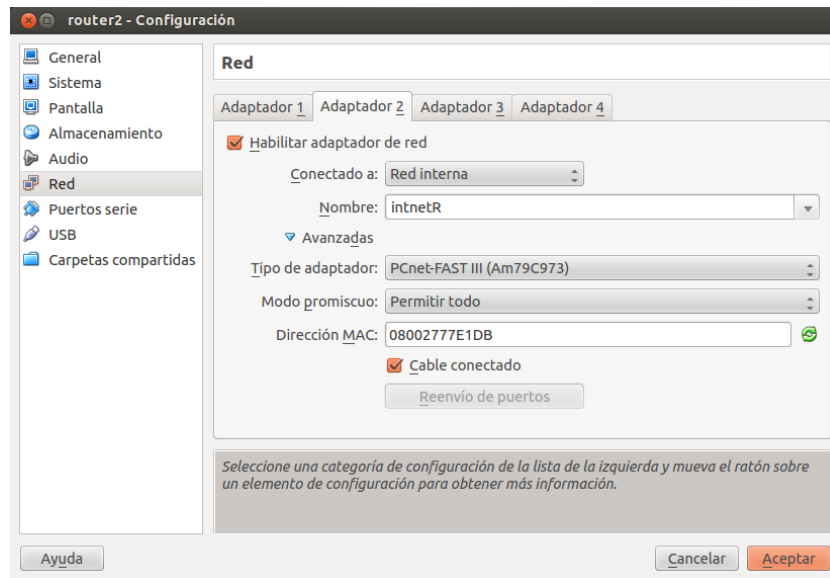 router2 - Configuración
General
Sistema
Pantalla
Almacenamiento
Audio
Red
Puertos serie
USB
Carpetas compartidas
Red
Adaptador 1 Adaptador 2 Adaptador 3 Adaptador 4
Habilitar adaptador de red
Conectado a: Red interna
Nombre: intnetR
Avanzadas
Tipo de adaptador: PCnet-FAST III (Am79C973)
Modo promiscuo: Permitir todo
Dirección MAC: 08002777E1DB
Cable conectado
Reenvío de puertos
Seleccione una categoría de configuración de la lista de la izquierda y mueva el ratón sobre
un elemento de configuración para obtener más información.
Ayuda Cancelar Aceptar